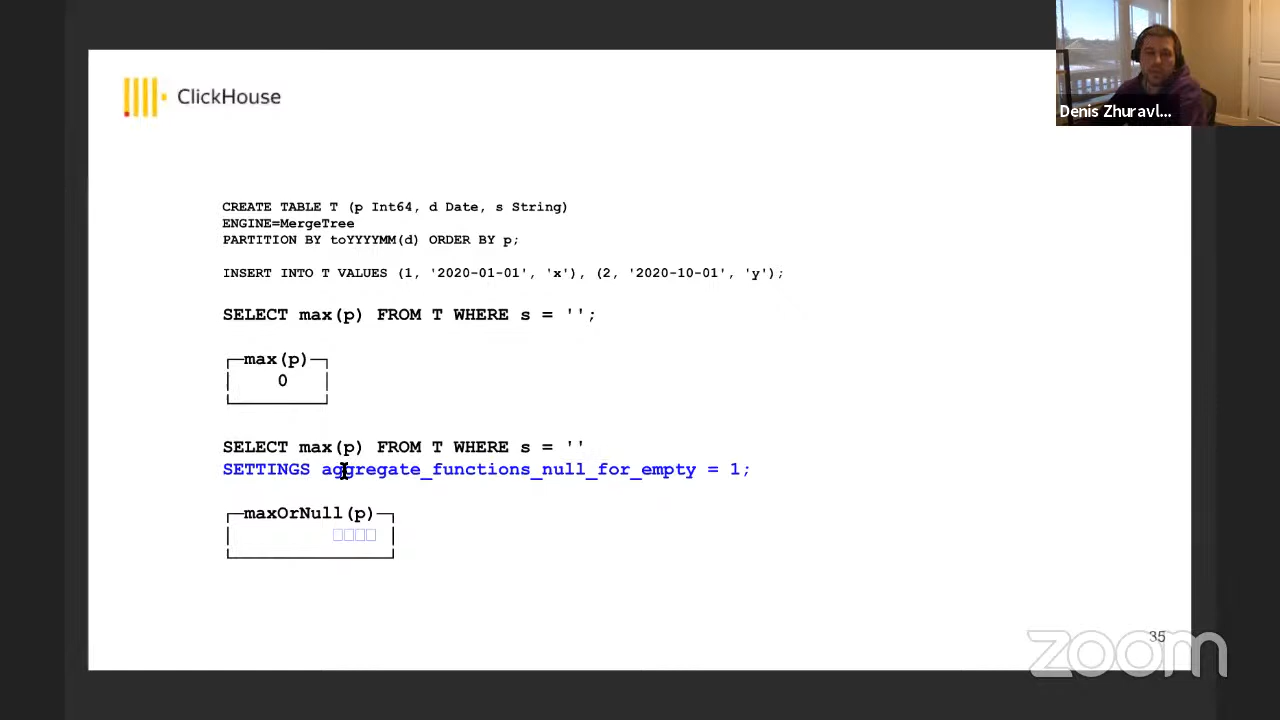 Denis Zhuravl...
ClickHouse
CREATE TABLE T (p Int64, d Date, s String)
ENGINE=MergeTree
PARTITION BY toYYYYMM(d) ORDER BY p;
INSERT INTO T VALUES (1, '2020-01-01', 'x'), (2, '2020-10-01', 'y');
SELECT max(p) FROM T WHERE s = '';
max(p)
0
SELECT max(p) FROM T WHERE s = ''
SETTINGS aggregate_functions_null_for_empty = 1;
maxOrNull(p)
□□□□
35
zoom